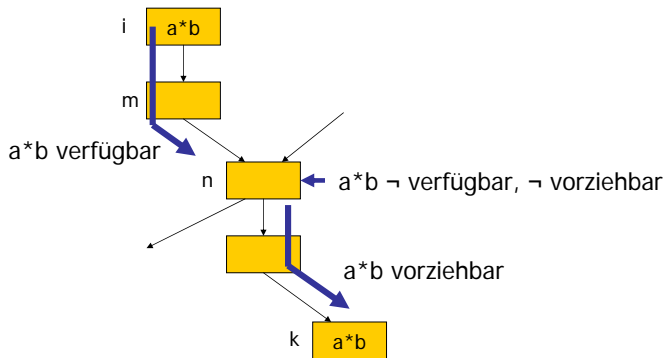 i
a*b
m
a*b verfügbar
n
a*b ¬ verfügbar, ¬ vorziehbar
a*b vorziehbar
k
a*b